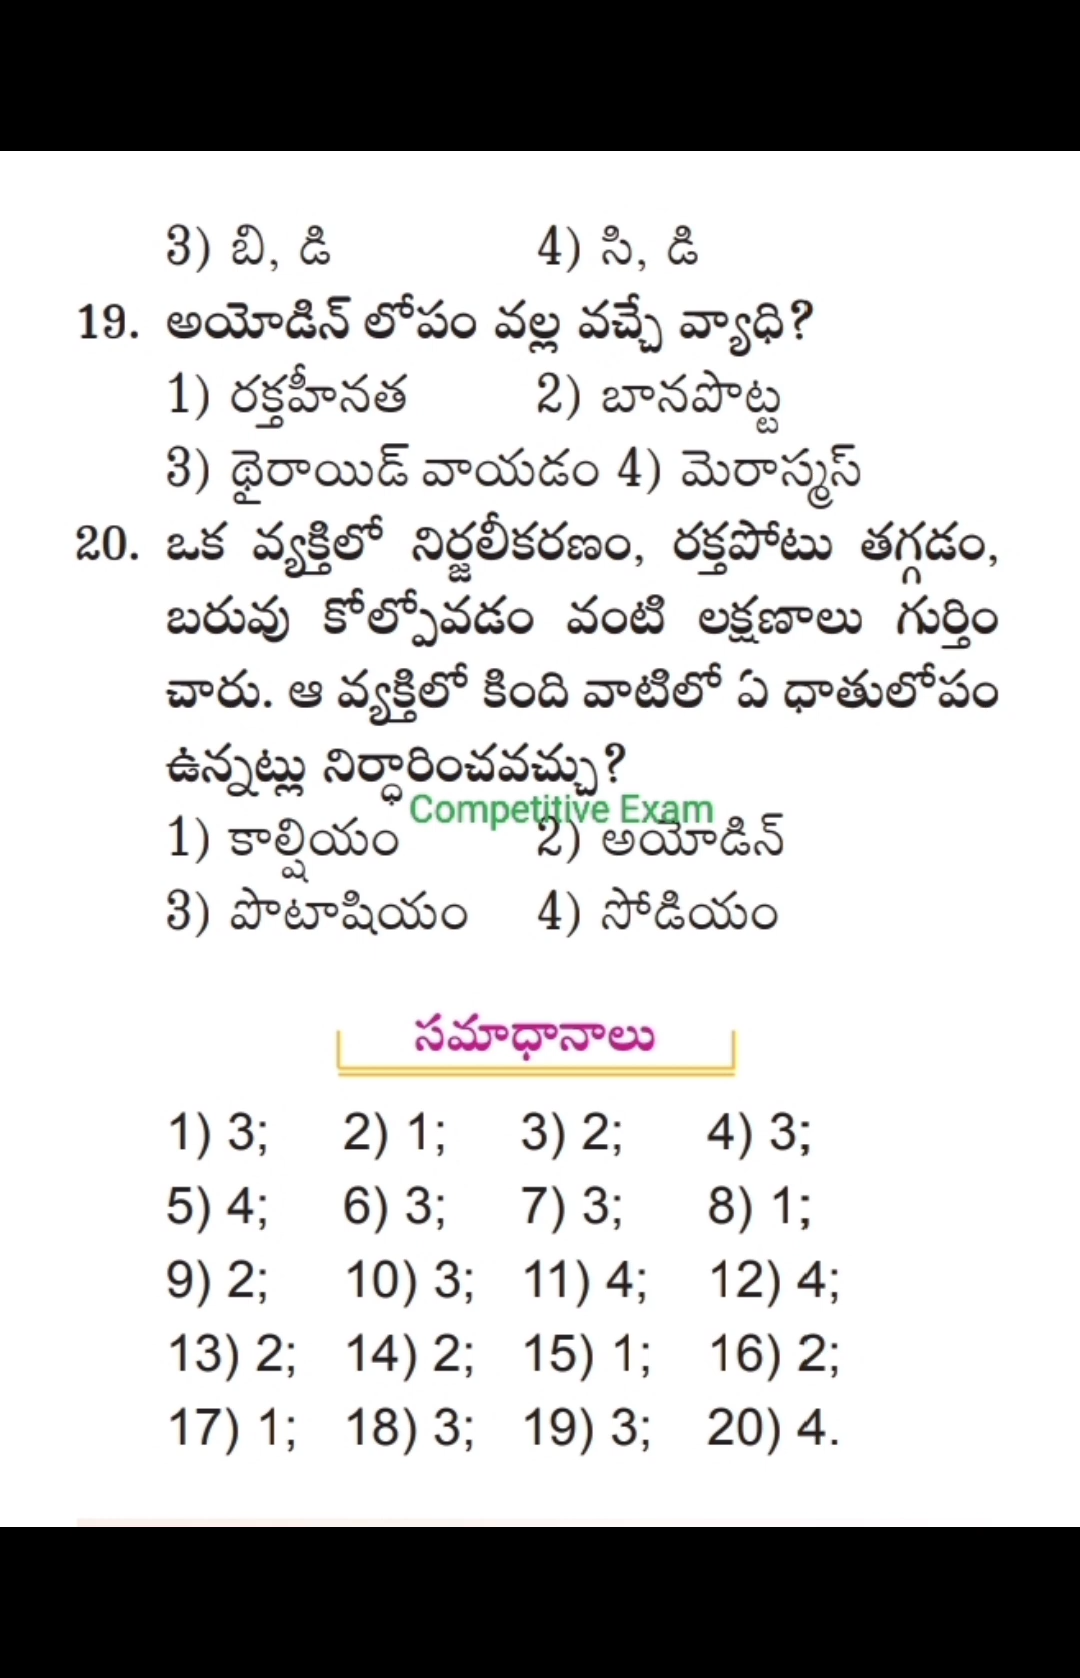 3) బి, డి 4) సి, డి
19. అయోడిన్ లోపం వల్ల వచ్చే వ్యాధి?
1) రక్తహీనత 2) బానపొట్ట
3) థైరాయిడ్ వాయడం 4) మెరాస్మస్
20. ఒక వ్యక్తిలో నిర్జలీకరణం, రక్తపోటు తగ్గడం,
బరువు కోల్పోవడం వంటి లక్షణాలు గుర్తిం
చారు. ఆ వ్యక్తిలో కింది వాటిలో ఏ ధాతులోపం
ఉన్నట్లు నిర్ధారించవచ్చు?
Competitive Exam
1) కాల్షియం 2) అయోడిన్
3) పొటాషియం 4) సోడియం
సమాధానాలు
1) 3; 2) 1; 3) 2; 4) 3;
5) 4; 6) 3; 7) 3; 8) 1;
9) 2; 10) 3; 11) 4; 12) 4;
13) 2; 14) 2; 15) 1; 16) 2;
17) 1; 18) 3; 19) 3; 20) 4.